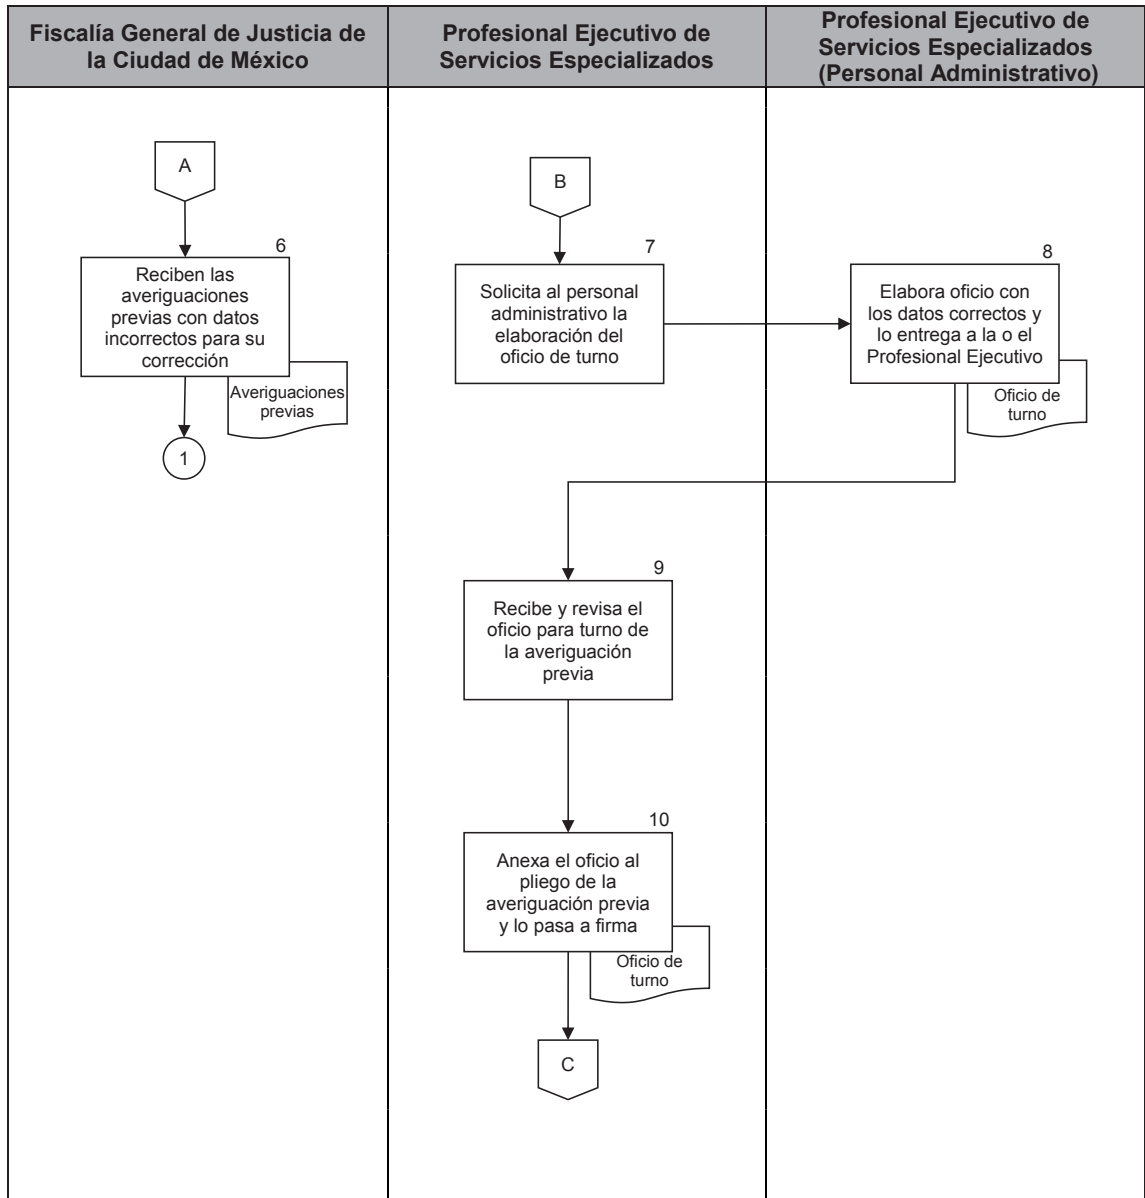 Fiscalía General de Justicia de
la Ciudad de México
Profesional Ejecutivo de
Servicios Especializados
Profesional Ejecutivo de
Servicios Especializados
(Personal Administrativo)
A
6
Reciben las
averiguaciones
previas con datos
incorrectos para su
corrección
Averiguaciones
previas
1
B
7
Solicita al personal
administrativo la
elaboración del
oficio de turno
8
Elabora oficio con
los datos correctos y
lo entrega a la o el
Profesional Ejecutivo
Oficio de
turno
9
Recibe y revisa el
oficio para turno de
la averiguación
previa
10
Anexa el oficio al
pliego de la
averiguación previa
y lo pasa a firma
Oficio de
turno
C